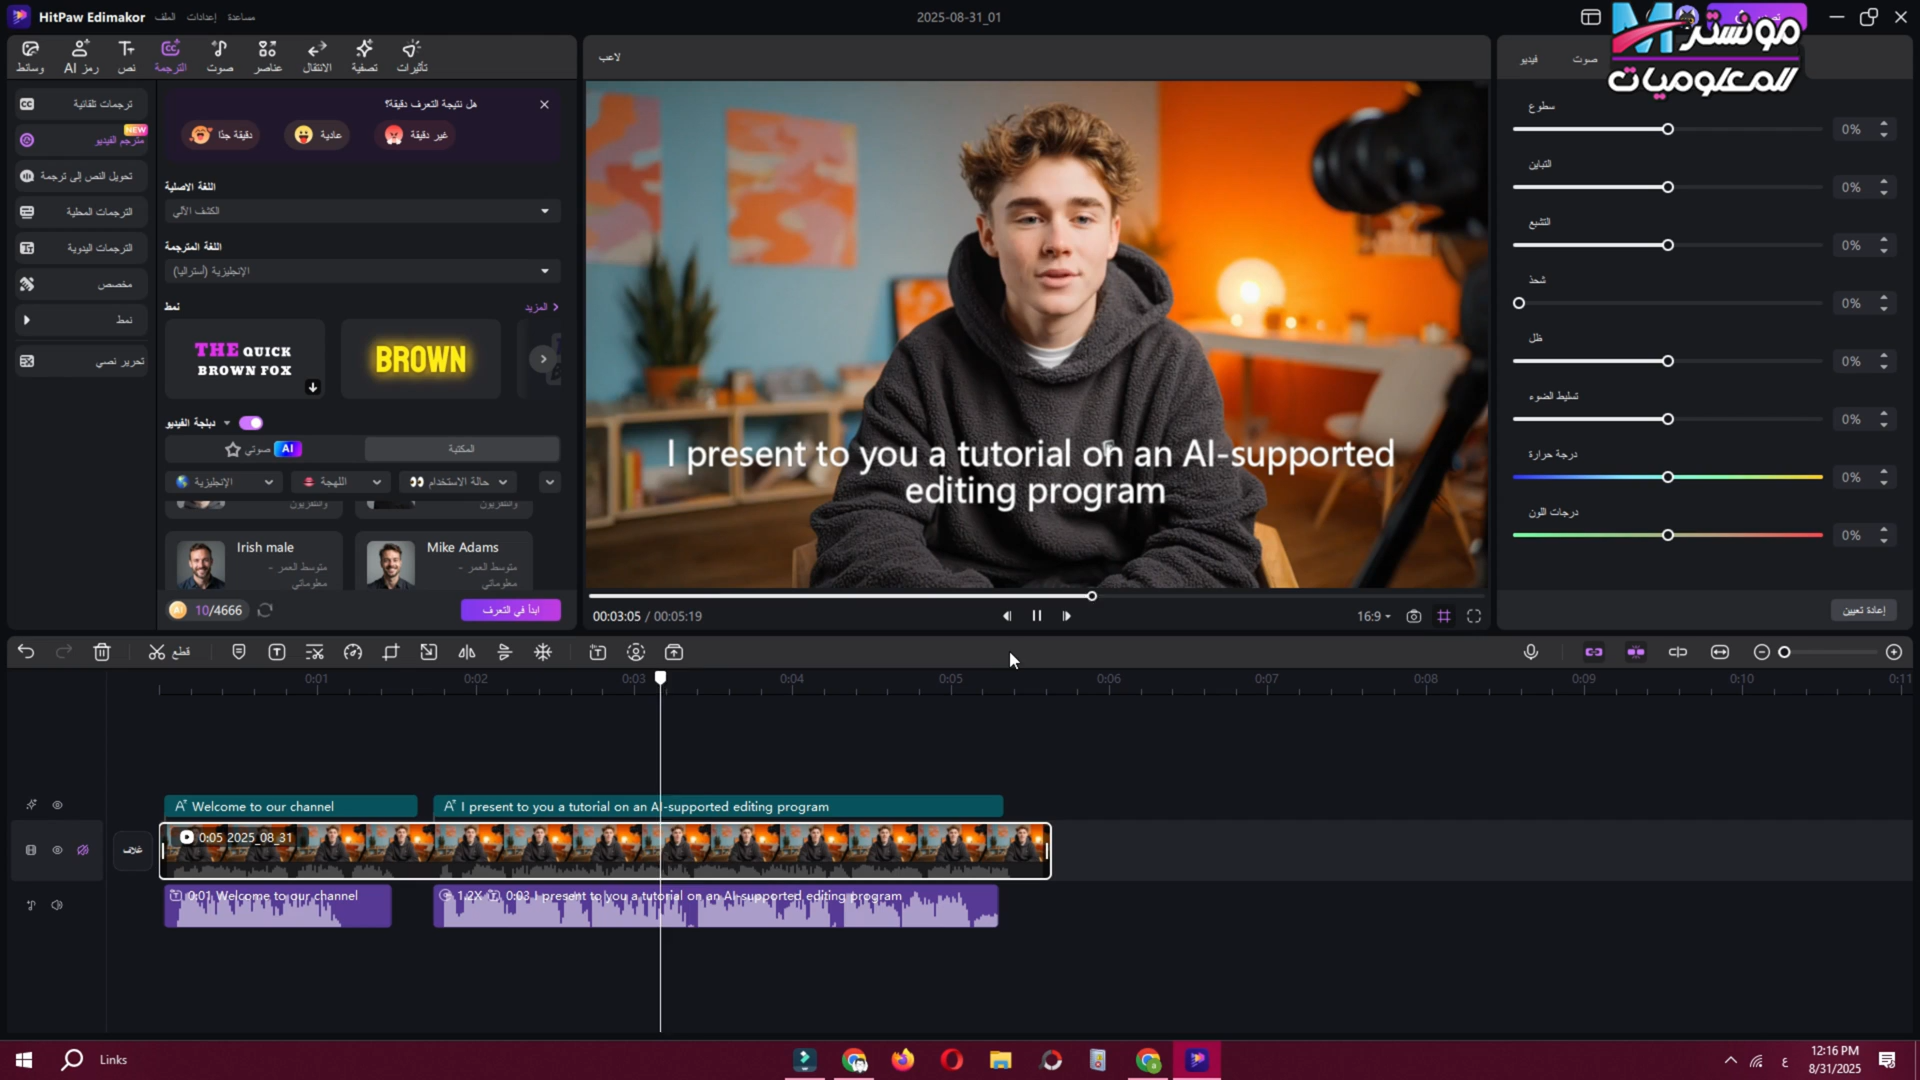 HitPaw Edimakor
الملف
إعدادات
مساعدة
2025-08-31_01
مونستر
للمعلوميات
وسائط
رمز AI
نص
الترجمة
صوت
عناصر
الانتقال
تصفية
تأثيرات
ترجمات تلقائية
NEW
مترجم الفيديو
تحويل النص إلى ترجمة
الترجمات المحلية
الترجمات اليدوية
مخصص
نمط
تحرير نصي
هل نتيجة التعرف دقيقة؟
دقيقة جدًا
عادية
غير دقيقة
اللغة الاصلية
الكشف الآلي
اللغة المترجمة
الإنجليزية (أستراليا)
نمط
المزيد
THE QUICK
BROWN FOX
BROWN
دبلجة الفيديو
صوتي AI
المكتبة
الإنجليزية
اللهجة
حالة الاستخدام
والتلفزيون
والتلفزيون
Irish male
متوسط العمر -
معلوماتي
Mike Adams
متوسط العمر -
معلوماتي
10/4666
ابدأ في التعرف
لاعب
I present to you a tutorial on an AI-supported
editing program
00:03:05 / 00:05:19
16:9
فيديو
صوت
سطوع
0%
التباين
0%
التشبع
0%
شحذ
0%
ظل
0%
تسليط الضوء
0%
درجة حرارة
0%
درجات اللون
0%
إعادة تعيين
قطع
0:01
0:02
0:03
0:04
0:05
0:06
0:07
0:08
0:09
0:10
0:11
Welcome to our channel
I present to you a tutorial on an AI-supported editing program
غلاف
0:05 2025_08_31
0:01 Welcome to our channel
1.2X 0:03 I present to you a tutorial on an AI-supported editing program
Links
ع
12:16 PM
8/31/2025